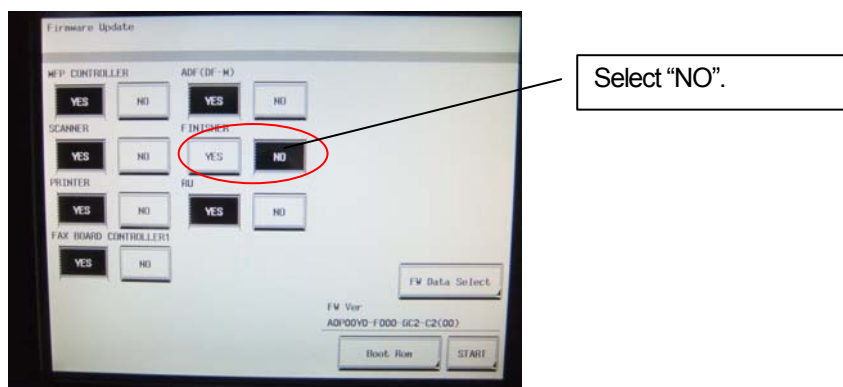 Firmware Update
Select “NO”.
MFP CONTROLLER ADF(DF-M)
YES NO YES NO
SCANNER FINISHER
YES NO YES NO
PRINTER RU
YES NO YES NO
FAX BOARD CONTROLLER1
YES NO
FW Data Select
FW Ver
A0P00Y0-F000-GC2-C2(00)
Boot Rom START